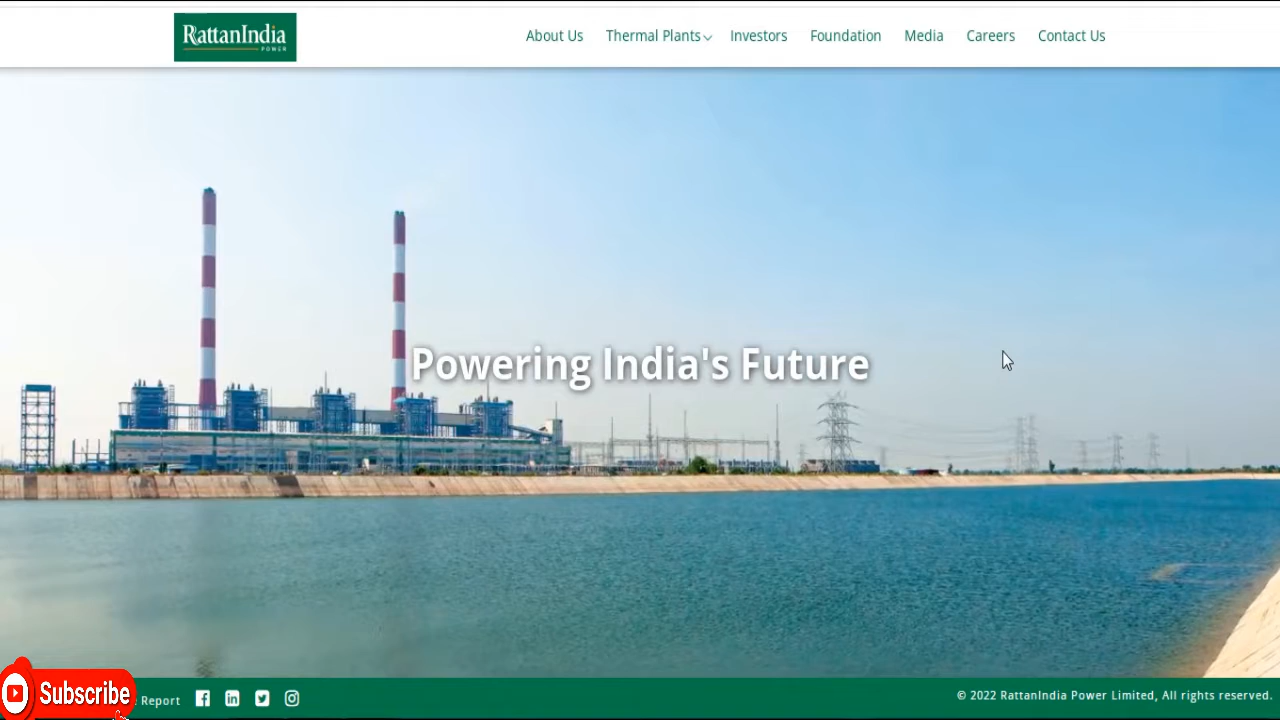 RattanIndia
POWER
About Us Thermal Plants Investors Foundation Media Careers Contact Us
Powering India's Future
Subscribe
Report
© 2022 RattanIndia Power Limited, All rights reserved.